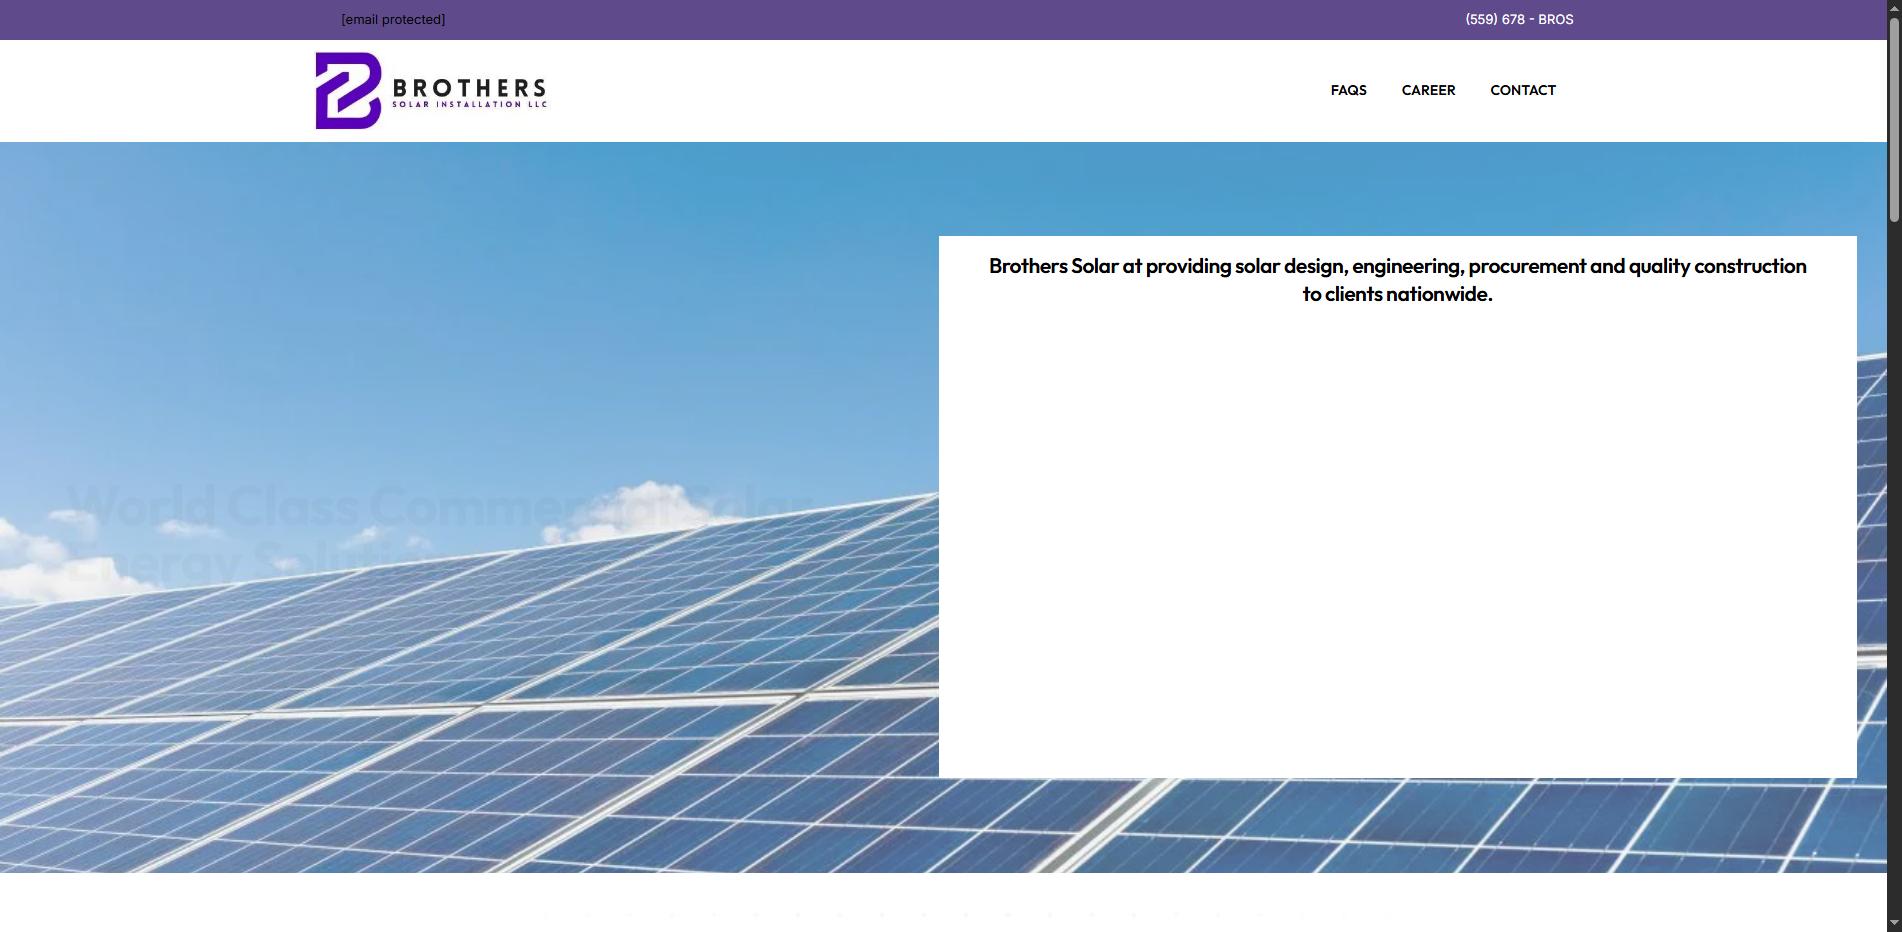 [email protected]
(559) 678 - BROS
BROTHERS
SOLAR INSTALLATION LLC
FAQS
CAREER
CONTACT
World Class Commercial Solar
Energy Solutions
Brothers Solar at providing solar design, engineering, procurement and quality construction
to clients nationwide.